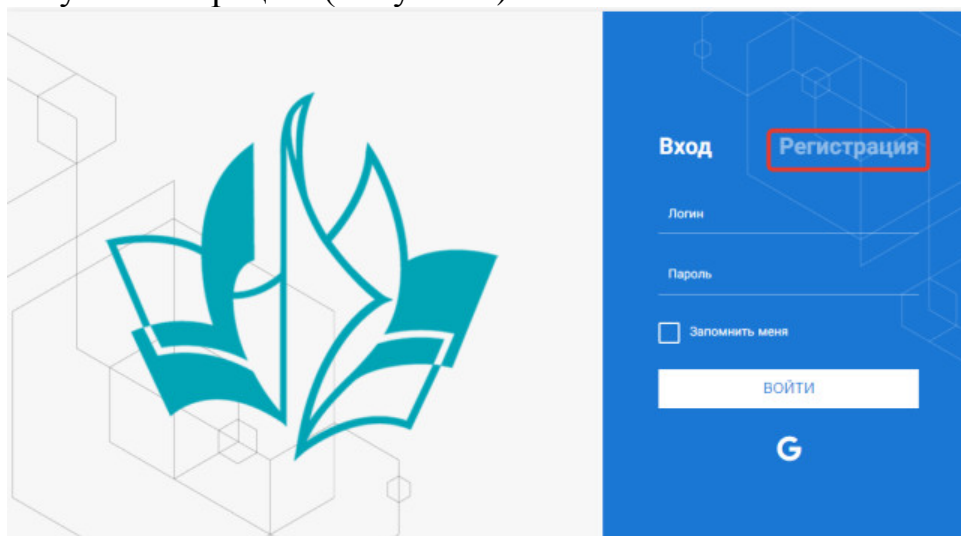 Вход Регистрация
Логин
Пароль
Запомнить меня
ВОЙТИ
G